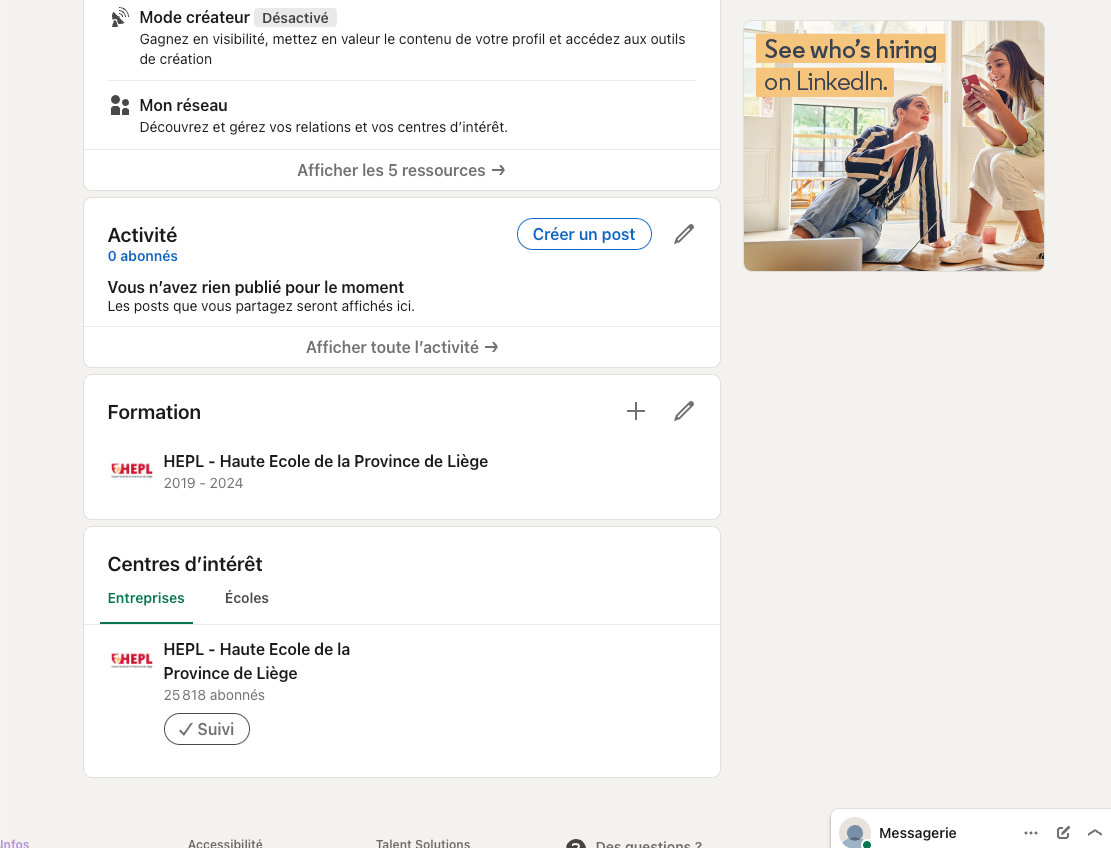 Mode créateur Désactivé
Gagnez en visibilité, mettez en valeur le contenu de votre profil et accédez aux outils
de création
Mon réseau
Découvrez et gérez vos relations et vos centres d’intérêt.
Afficher les 5 ressources →
Activité
Créer un post
0 abonnés
Vous n’avez rien publié pour le moment
Les posts que vous partagez seront affichés ici.
Afficher toute l’activité →
Formation
HEPL
HEPL - Haute Ecole de la Province de Liège
2019 - 2024
Centres d’intérêt
Entreprises Écoles
HEPL
HEPL - Haute Ecole de la
Province de Liège
25 818 abonnés
Suivi
See who’s hiring
on LinkedIn.
Infos Accessibilité Talent Solutions Des questions ?
Messagerie